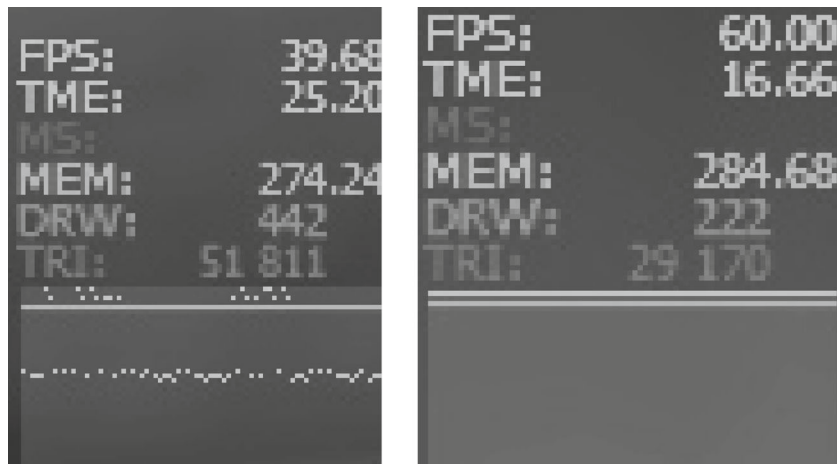 FPS: 39.68
TME: 25.20
MS:
MEM: 274.24
DRW: 442
TRI: 51 811
FPS: 60.00
TME: 16.66
MS:
MEM: 284.68
DRW: 222
TRI: 29 170